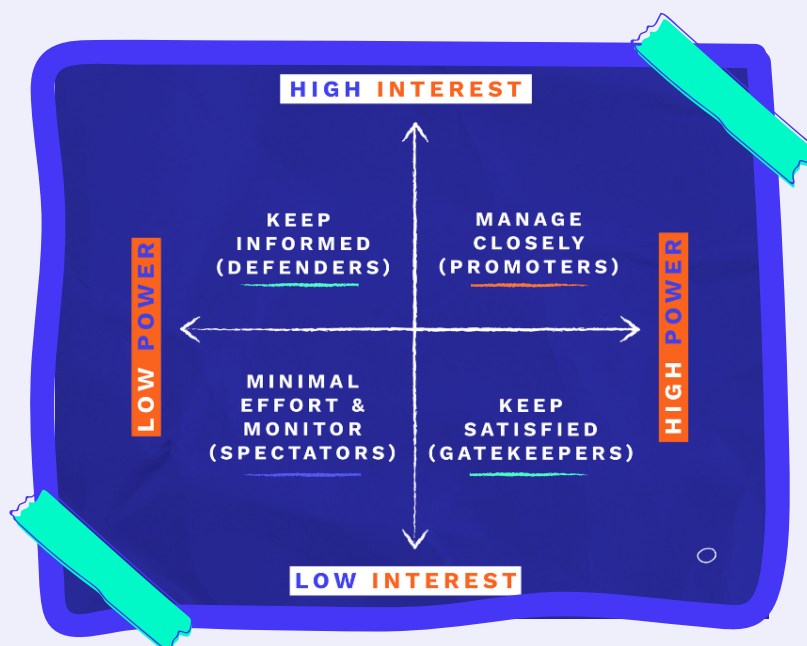 HIGH INTEREST
KEEP
INFORMED
(DEFENDERS)
MANAGE
CLOSELY
(PROMOTERS)
LOW POWER
HIGH POWER
MINIMAL
EFFORT &
MONITOR
(SPECTATORS)
KEEP
SATISFIED
(GATEKEEPERS)
LOW INTEREST